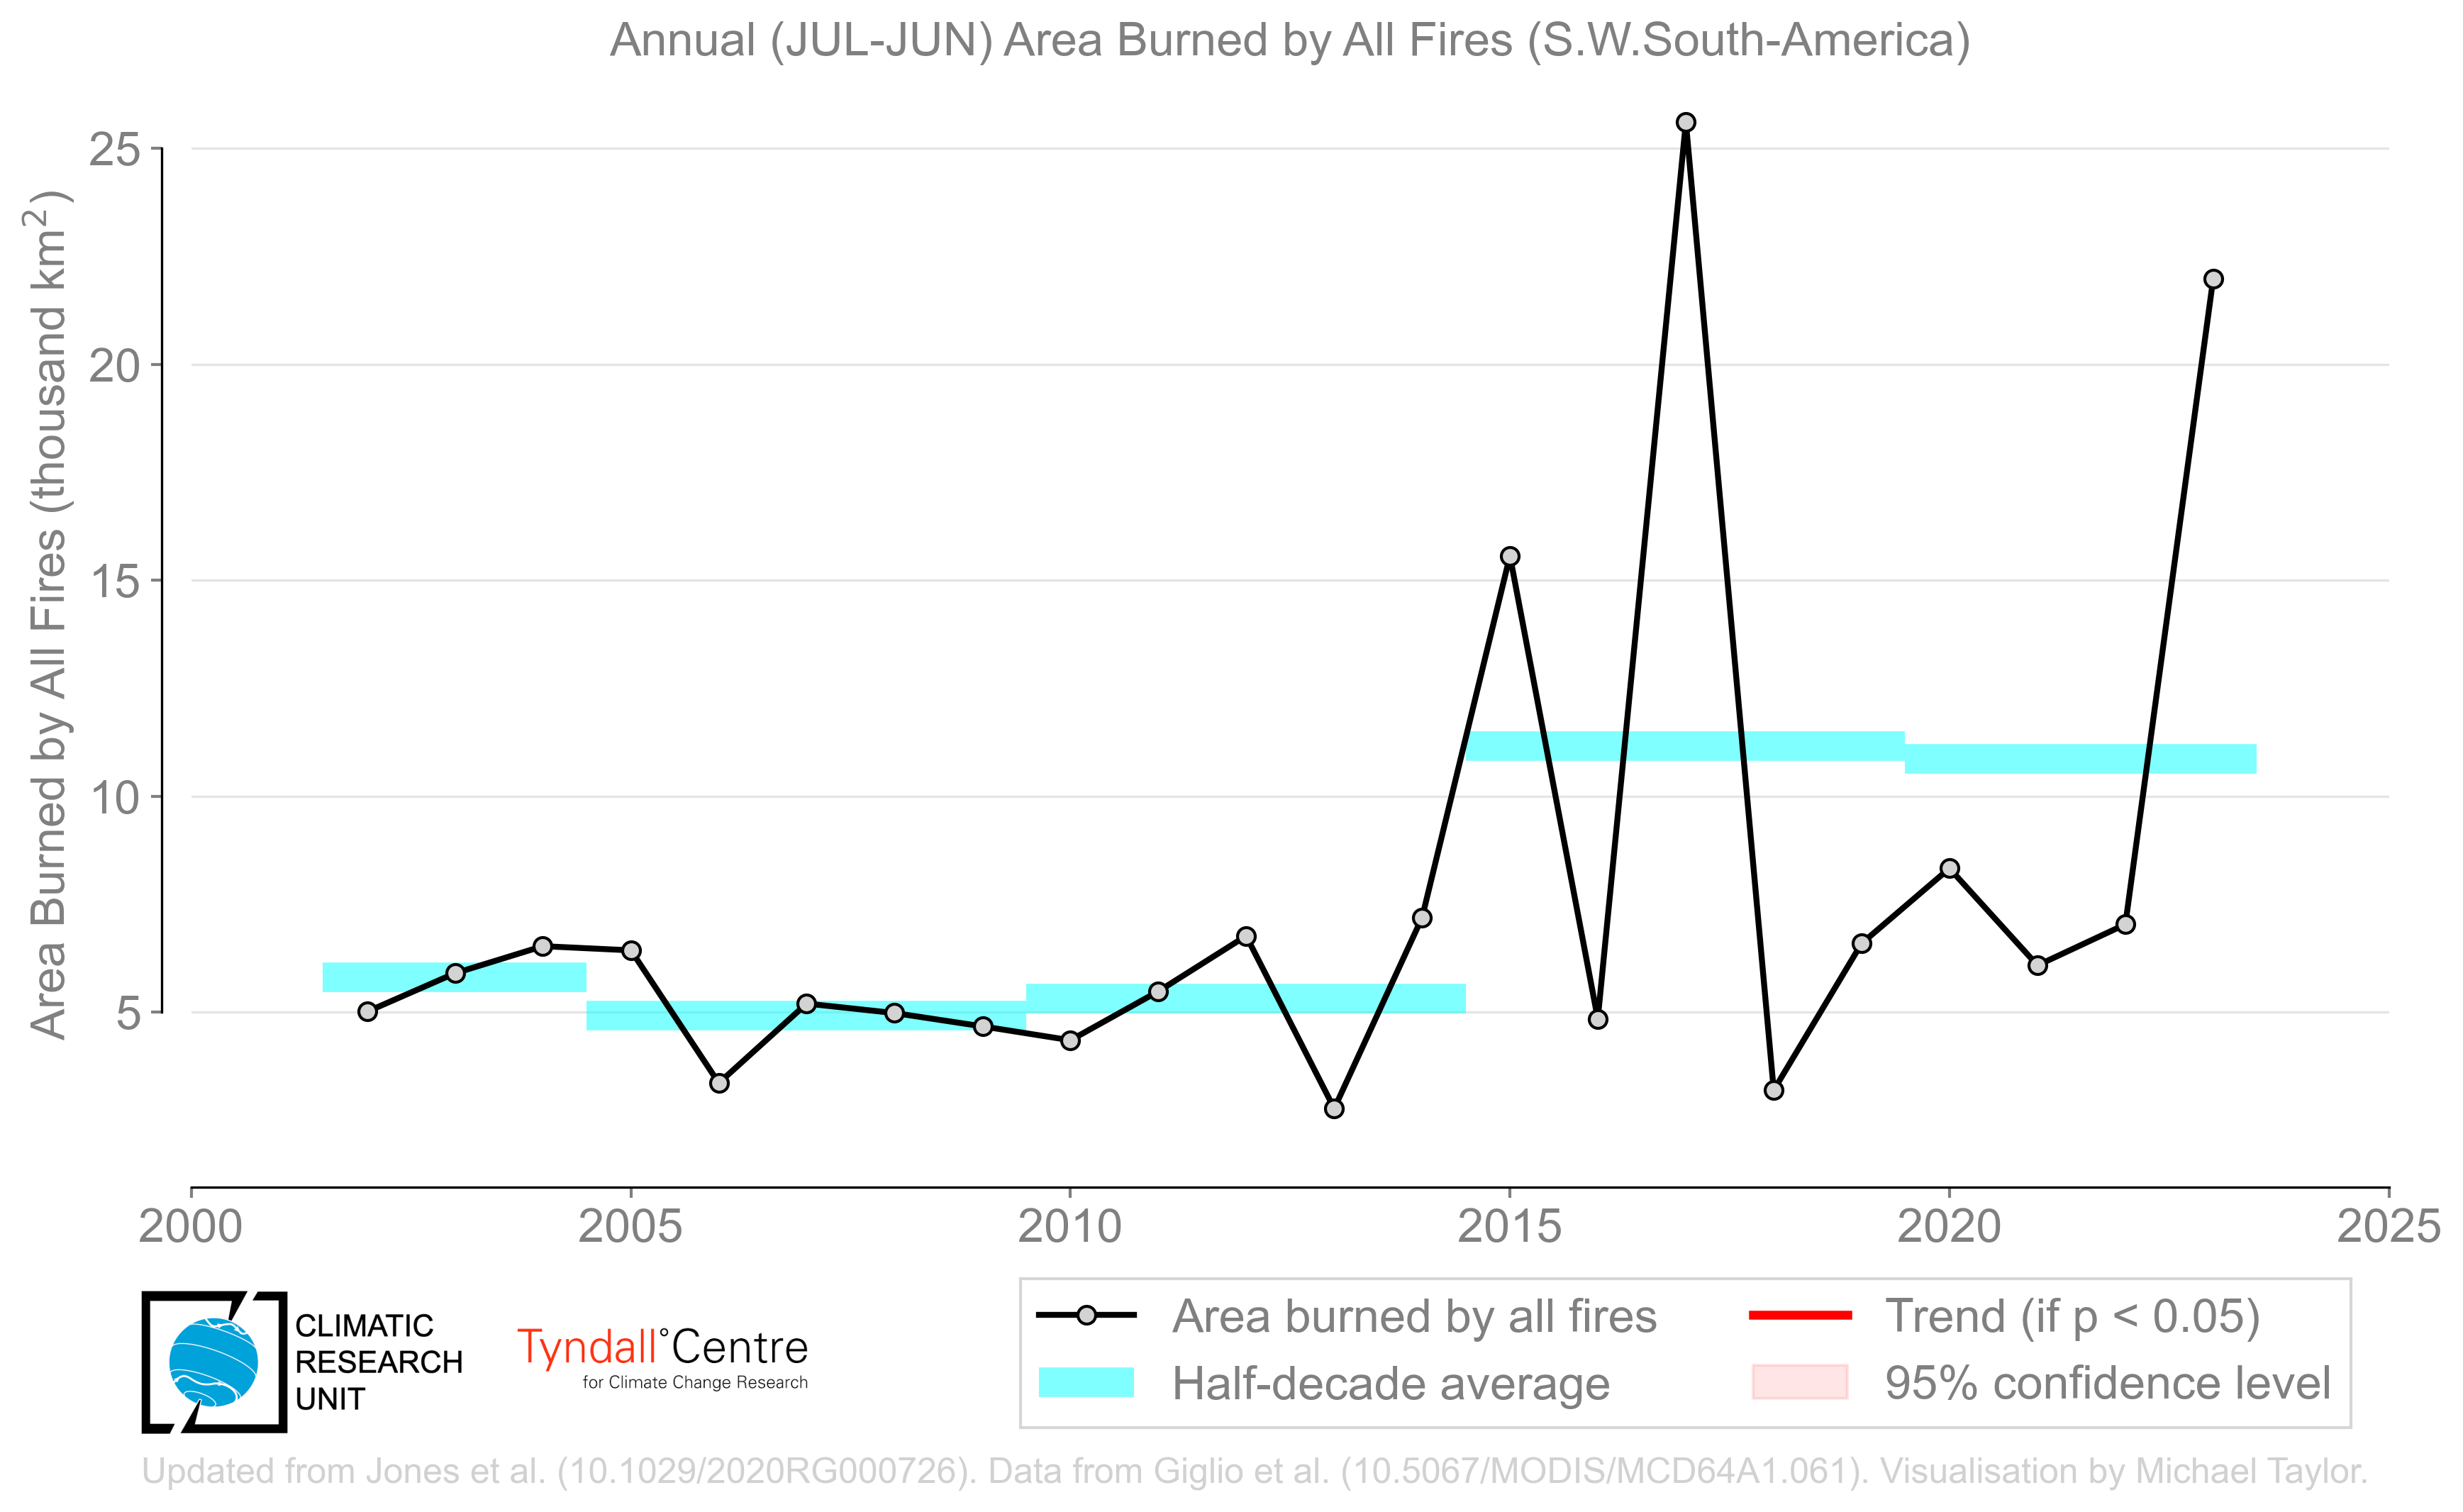 Annual (JUL-JUN) Area Burned by All Fires (S.W.South-America)
Area Burned by All Fires (thousand km²)
25
20
15
10
5
2000 2005 2010 2015 2020 2025
CLIMATIC
RESEARCH
UNIT
Tyndall°Centre
for Climate Change Research
Area burned by all fires
Half-decade average
Trend (if p < 0.05)
95% confidence level
Updated from Jones et al. (10.1029/2020RG000726). Data from Giglio et al. (10.5067/MODIS/MCD64A1.061). Visualisation by Michael Taylor.